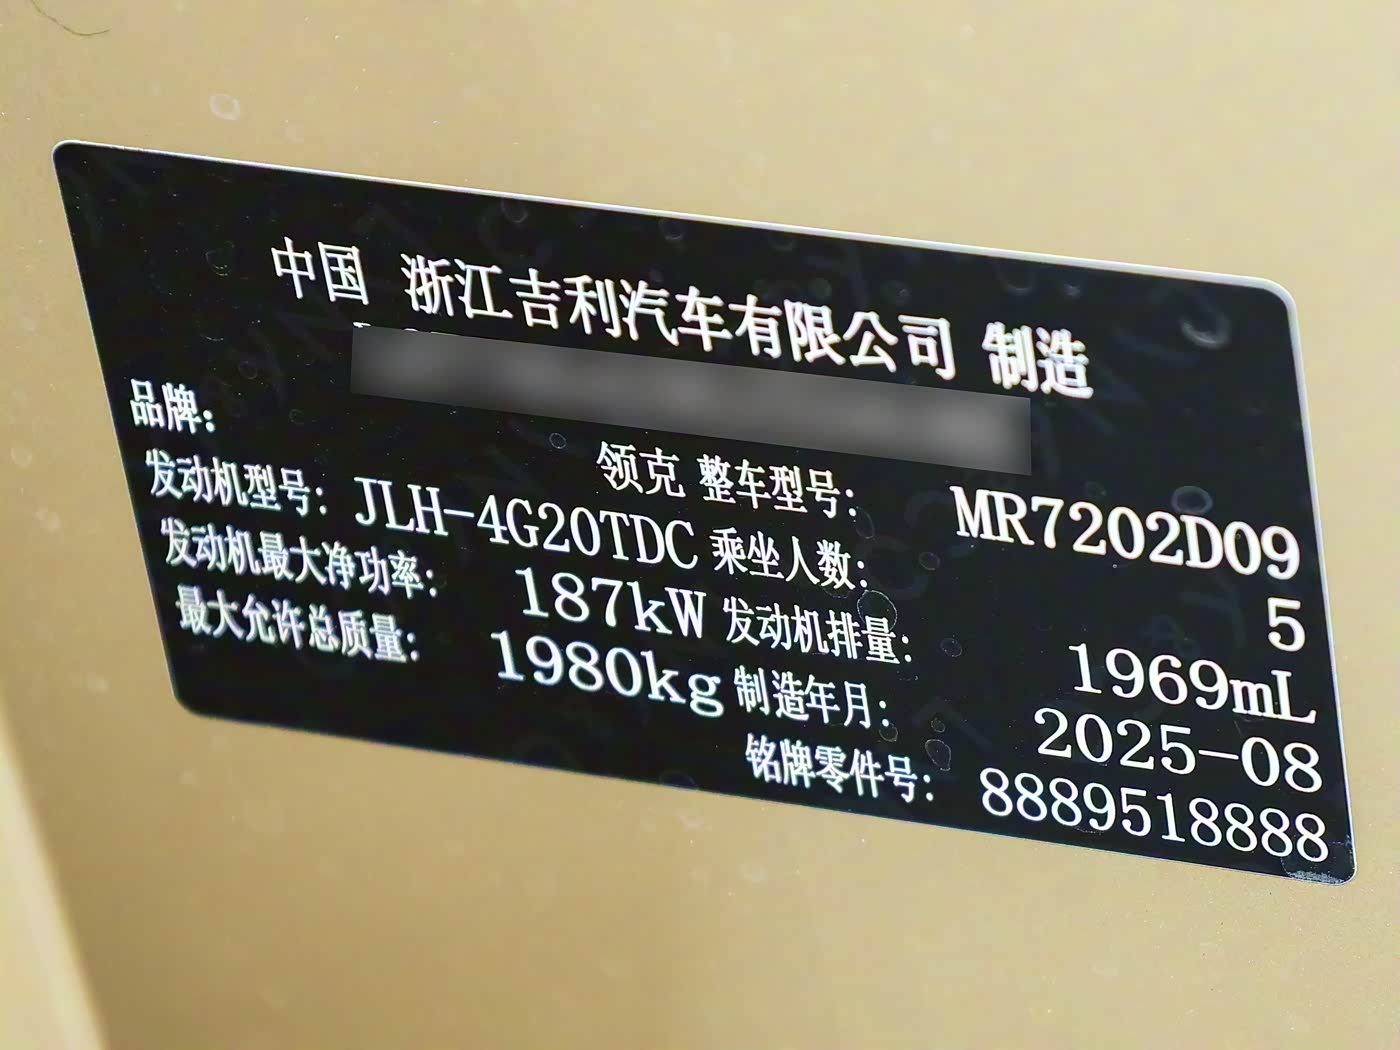 中国 浙江吉利汽车有限公司 制造
品牌: 领克 整车型号: MR7202D09
发动机型号: JLH-4G20TDC 乘坐人数: 5
发动机最大净功率: 187kW 发动机排量: 1969mL
最大允许总质量: 1980kg 制造年月: 2025-08
铭牌零件号: 8889518888